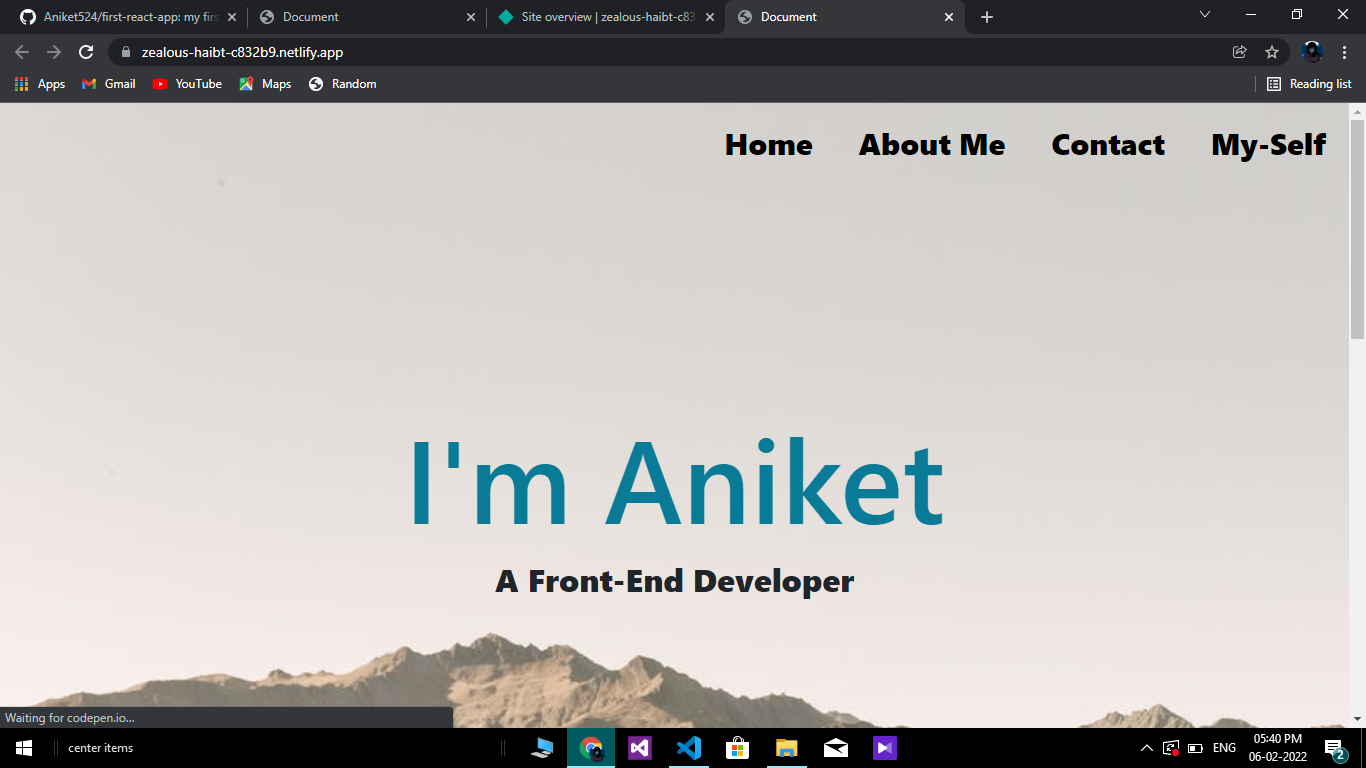 Aniket524/first-react-app: my firs
Document
Site overview | zealous-haibt-c83
Document
zealous-haibt-c832b9.netlify.app
Apps Gmail YouTube Maps Random Reading list
Home About Me Contact My-Self
I'm Aniket
A Front-End Developer
Waiting for codepen.io...
center items
ENG
05:40 PM
06-02-2022
2